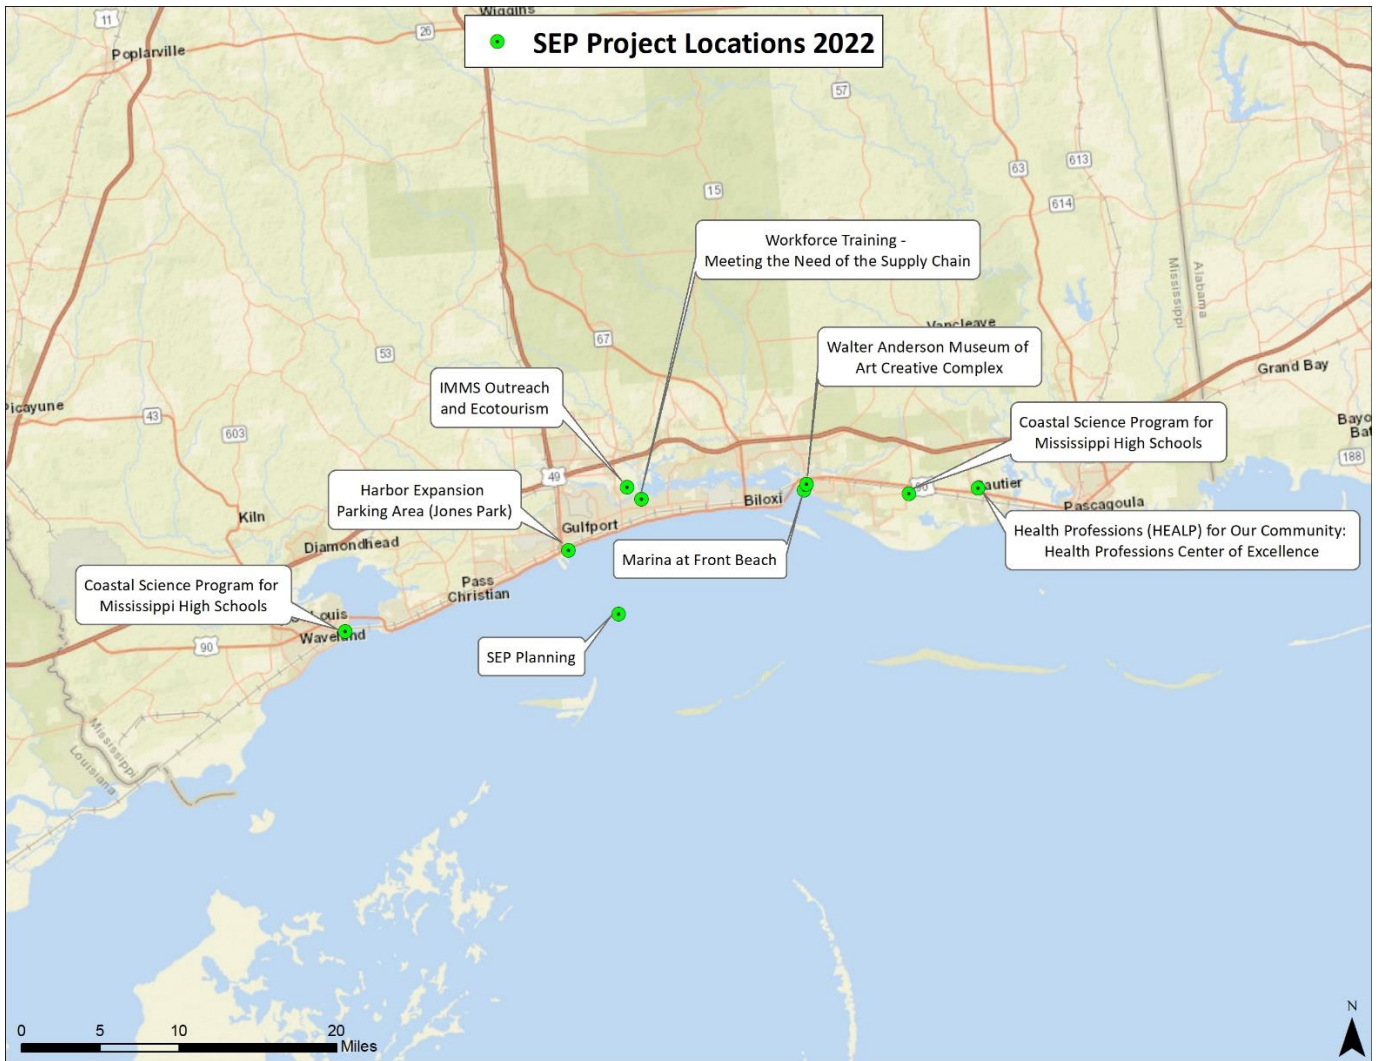 11
Wiggins
26
Poplarville
SEP Project Locations 2022
57
15
63
613
614
Mississippi
Alabama
Workforce Training -
Meeting the Need of the Supply Chain
67
53
Vancleave
Walter Anderson Museum of
Art Creative Complex
Grand Bay
IMMS Outreach
and Ecotourism
Picayune
43
603
Coastal Science Program for
Mississippi High Schools
188
49
90
Harbor Expansion
Parking Area (Jones Park)
Biloxi
Pascagoula
Kiln
Gulfport
Health Professions (HEALP) for Our Community:
Health Professions Center of Excellence
Diamondhead
Marina at Front Beach
Coastal Science Program for
Mississippi High Schools
Pass
Christian
Louis
Waveland
90
SEP Planning
Mississippi
Louisiana
0 5 10 20
Miles
N